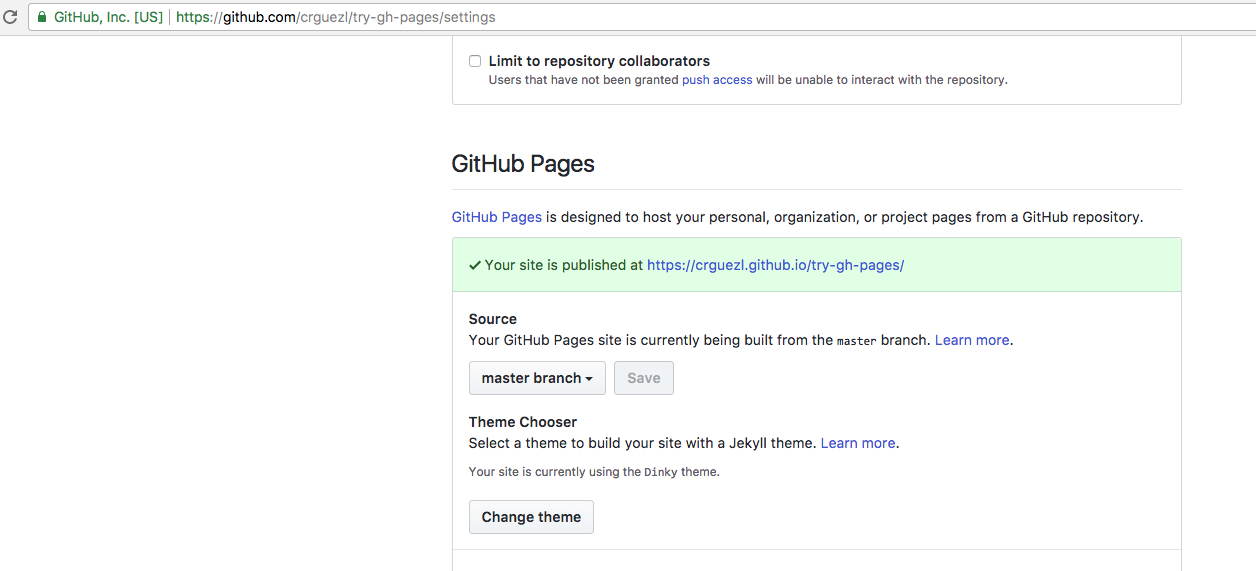 GitHub, Inc. [US] https://github.com/crguezl/try-gh-pages/settings
Limit to repository collaborators
Users that have not been granted push access will be unable to interact with the repository.
GitHub Pages
GitHub Pages is designed to host your personal, organization, or project pages from a GitHub repository.
Your site is published at https://crguezl.github.io/try-gh-pages/
Source
Your GitHub Pages site is currently being built from the master branch. Learn more.
master branch Save
Theme Chooser
Select a theme to build your site with a Jekyll theme. Learn more.
Your site is currently using the Dinky theme.
Change theme